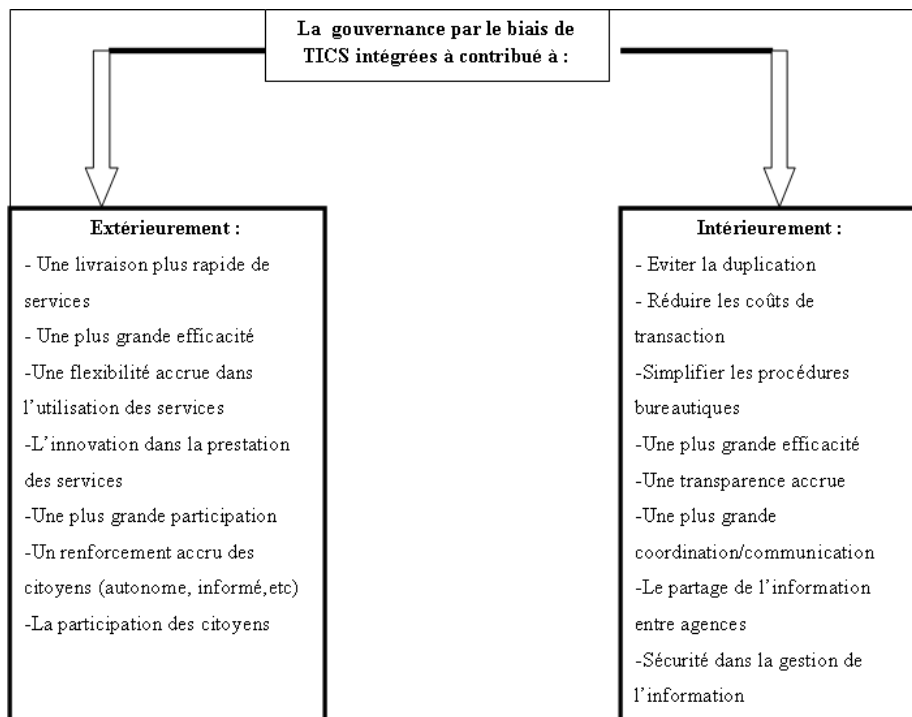 La gouvernance par le biais de
TICS intégrées à contribué à :
Extérieurement :
- Une livraison plus rapide de
services
- Une plus grande efficacité
-Une flexibilité accrue dans
l’utilisation des services
-L’innovation dans la prestation
des services
-Une plus grande participation
-Un renforcement accru des
citoyens (autonome, informé,etc)
-La participation des citoyens
Intérieurement :
- Eviter la duplication
- Réduire les coûts de
transaction
-Simplifier les procédures
bureautiques
-Une plus grande efficacité
-Une transparence accrue
-Une plus grande
coordination/communication
-Le partage de l’information
entre agences
-Sécurité dans la gestion de
l’information